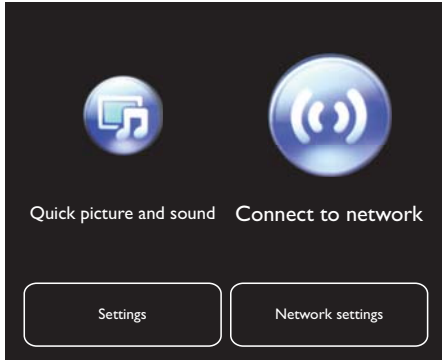 Quick picture and sound
Connect to network
Settings
Network settings